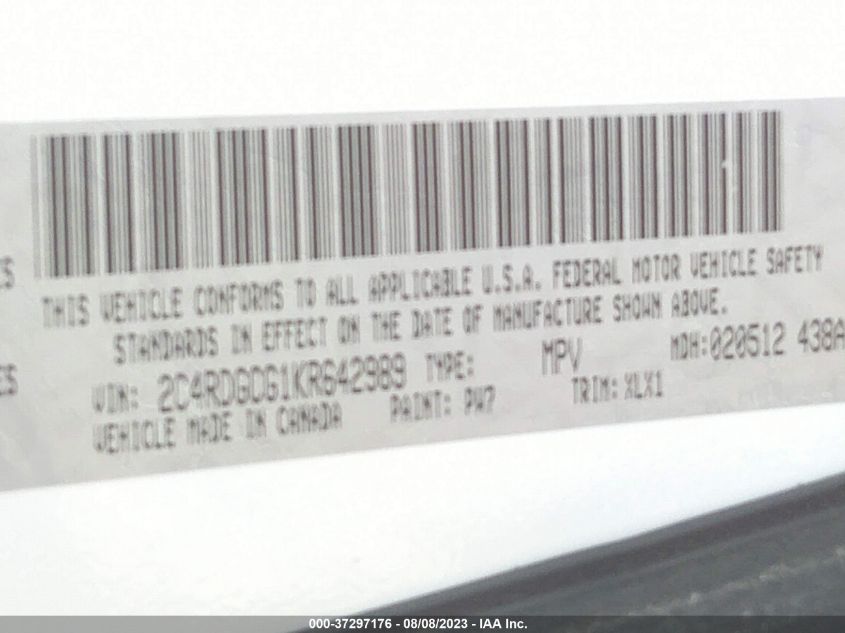 ES
THIS VEHICLE CONFORMS TO ALL APPLICABLE U.S.A. FEDERAL MOTOR VEHICLE SAFETY
STANDARDS IN EFFECT ON THE DATE OF MANUFACTURE SHOWN ABOVE.
CES
VIN: 2C4RDGCG1KR642989 TYPE: MPV MDH:020512 438A
VEHICLE MADE IN CANADA PAINT: PW7 TRIM: XLX1
000-37297176 - 08/08/2023 - IAA Inc.